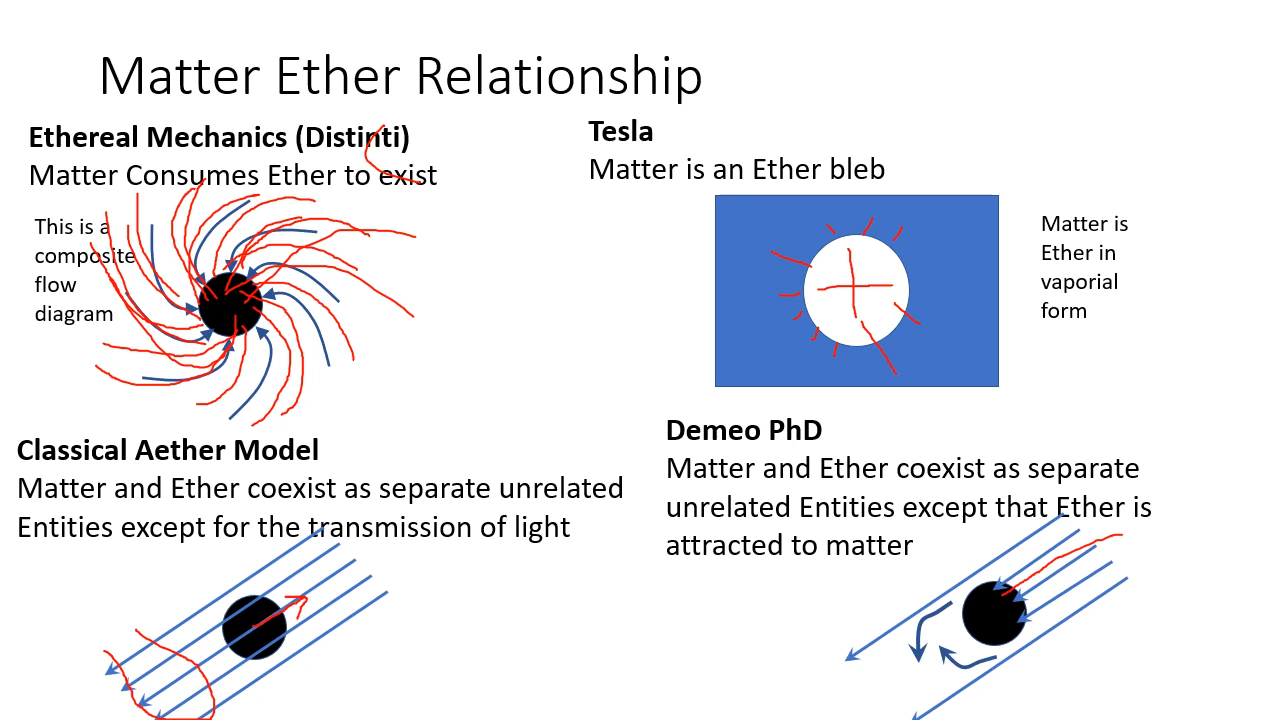 Matter Ether Relationship
Ethereal Mechanics (Distinti)
Matter Consumes Ether to exist
This is a
composite
flow
diagram
Tesla
Matter is an Ether bleb
Matter is
Ether in
vaporial
form
Classical Aether Model
Matter and Ether coexist as separate unrelated
Entities except for the transmission of light
Demeo PhD
Matter and Ether coexist as separate
unrelated Entities except that Ether is
attracted to matter